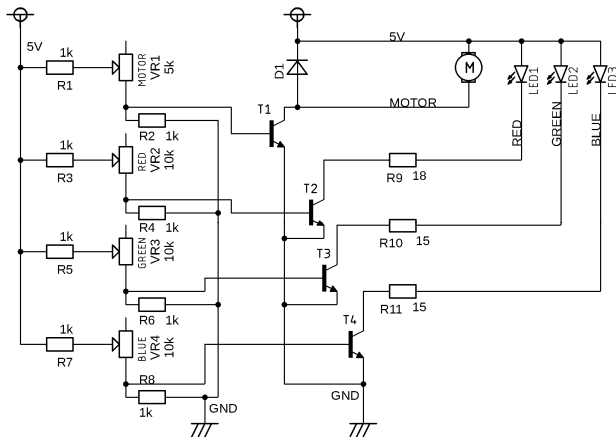 5V
1k
R1
MOTOR
VR1
5k
R2 1k
1k
R3
RED
VR2
10k
R4 1k
1k
R5
GREEN
VR3
10k
R6 1k
1k
R7
BLUE
VR4
10k
R8
1k
GND
5V
D1
M
MOTOR
T1
T2
T3
T4
R9 18
R10 15
R11 15
GND
LED1
LED2
LED3
RED
GREEN
BLUE